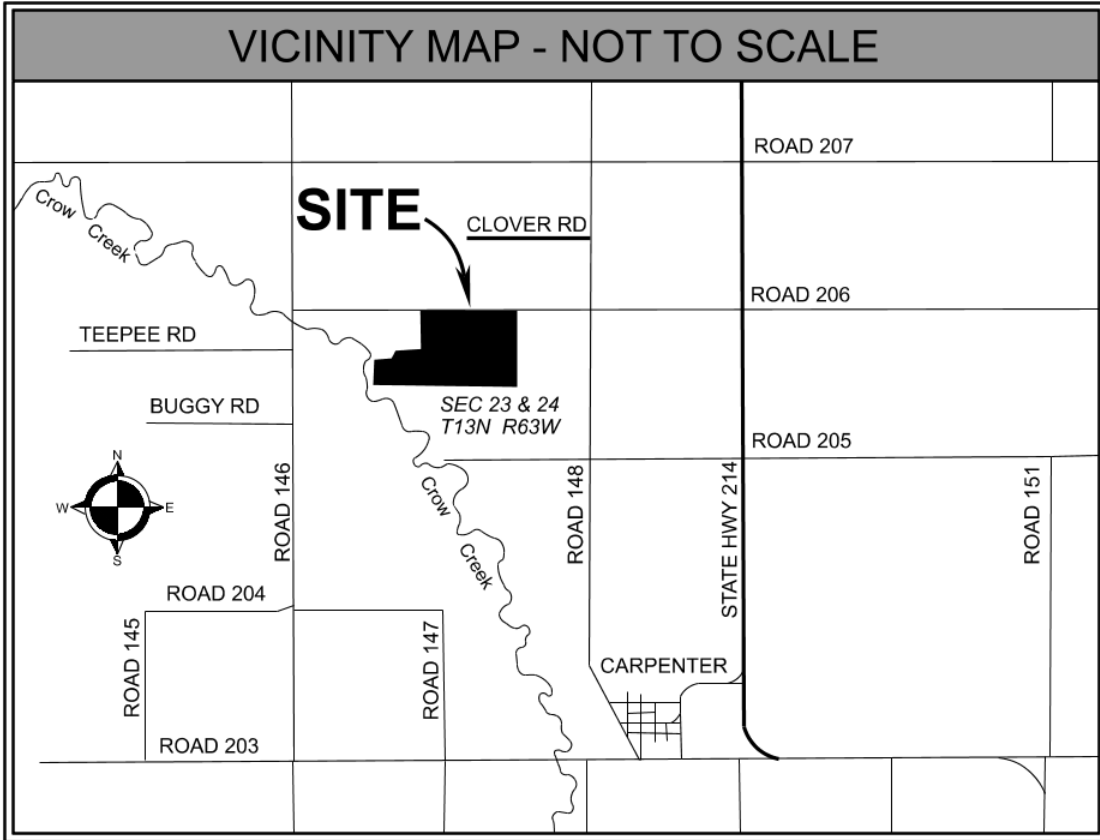 VICINITY MAP - NOT TO SCALE
ROAD 207
Crow
Creek
SITE
CLOVER RD
ROAD 206
TEEPEE RD
BUGGY RD
SEC 23 & 24
T13N R63W
ROAD 205
N
W
E
S
ROAD 146
Crow
Creek
ROAD 148
STATE HWY 214
ROAD 151
ROAD 204
ROAD 145
ROAD 147
CARPENTER
ROAD 203